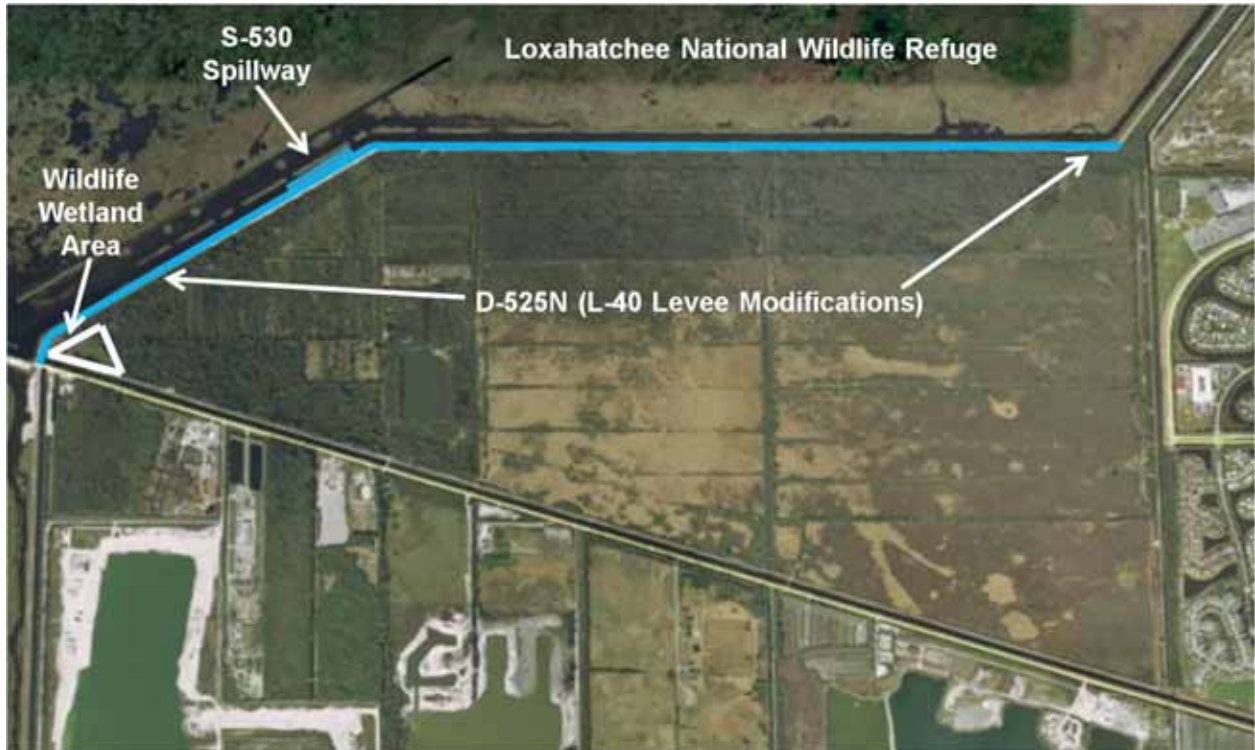 S-530
Spillway
Loxahatchee National Wildlife Refuge
Wildlife
Wetland
Area
D-525N (L-40 Levee Modifications)